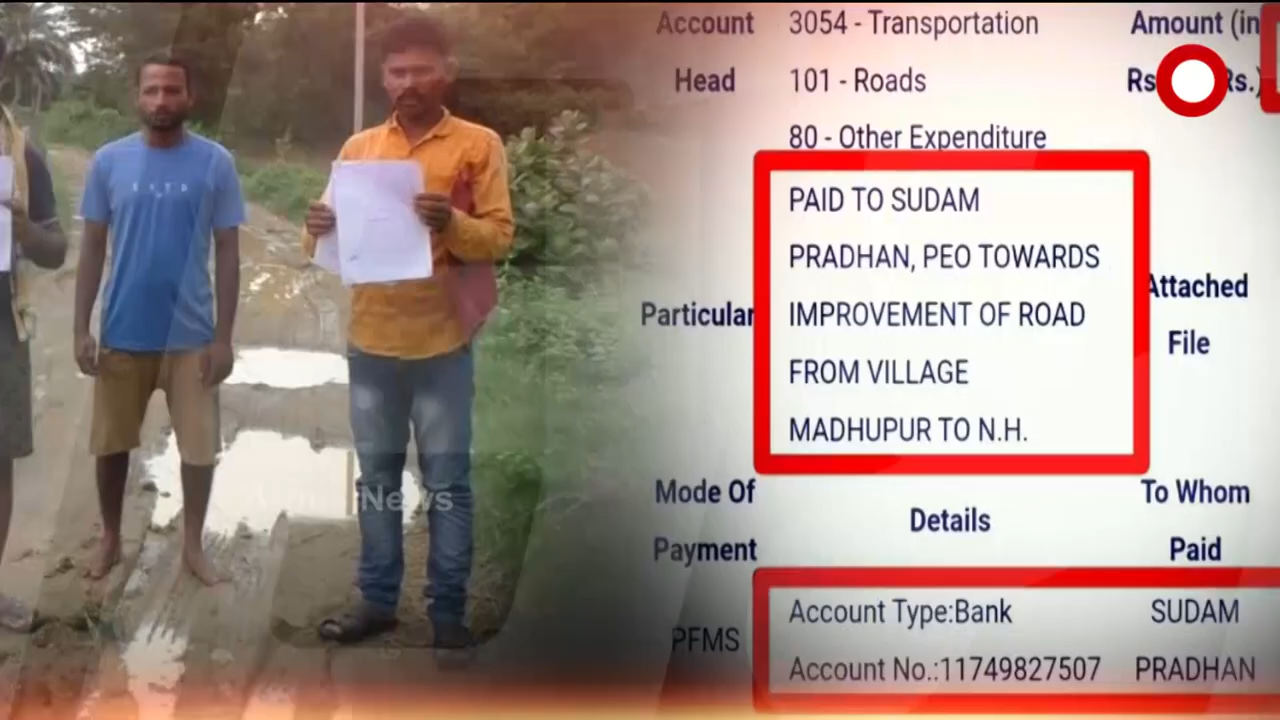 Account 3054 - Transportation Amount (in
Head 101 - Roads Rs. Rs.)
80 - Other Expenditure
PAID TO SUDAM
PRADHAN, PEO TOWARDS
Attached
Particular IMPROVEMENT OF ROAD
File
FROM VILLAGE
MADHUPUR TO N.H.
Mode Of To Whom
Details
Payment Paid
Account Type:Bank SUDAM
PFMS
Account No.:11749827507 PRADHAN
News